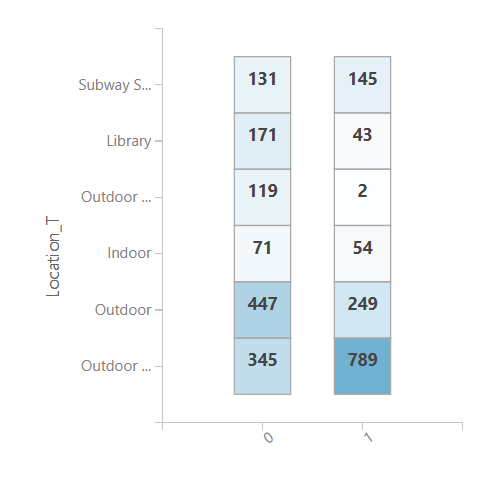 Subway S... 131 145
Library 171 43
Outdoor ... 119 2
Indoor 71 54
Outdoor 447 249
Outdoor ... 345 789
Location_T
0 1